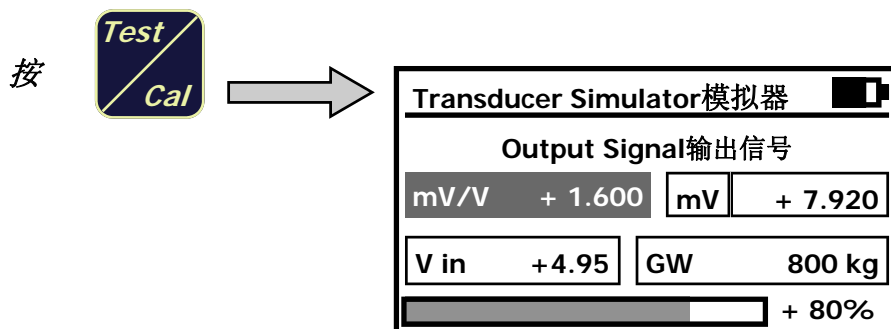 按
Test
Cal
Transducer Simulator模拟器
Output Signal输出信号
mV/V + 1.600 mV + 7.920
V in +4.95 GW 800 kg
+ 80%